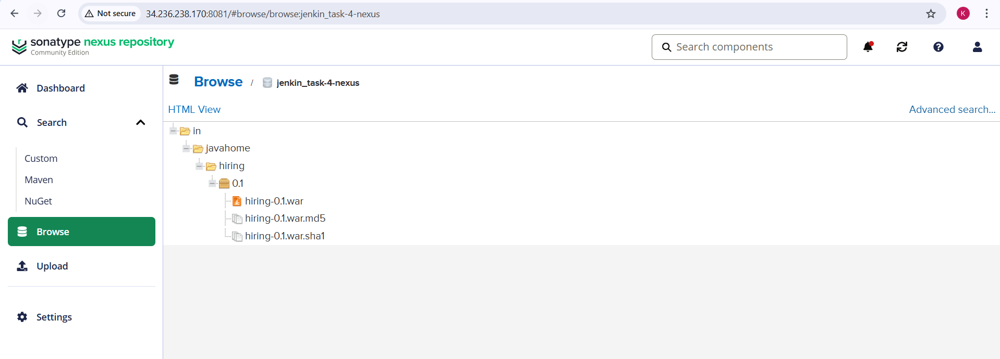 Not secure 34.236.238.170:8081/#browse/browse:jenkin_task-4-nexus
K
sonatype nexus repository
Community Edition
Search components
Dashboard
Search
Custom
Maven
NuGet
Browse
Upload
Settings
Browse / jenkin_task-4-nexus
HTML View
Advanced search...
in
javahome
hiring
0.1
hiring-0.1.war
hiring-0.1.war.md5
hiring-0.1.war.sha1